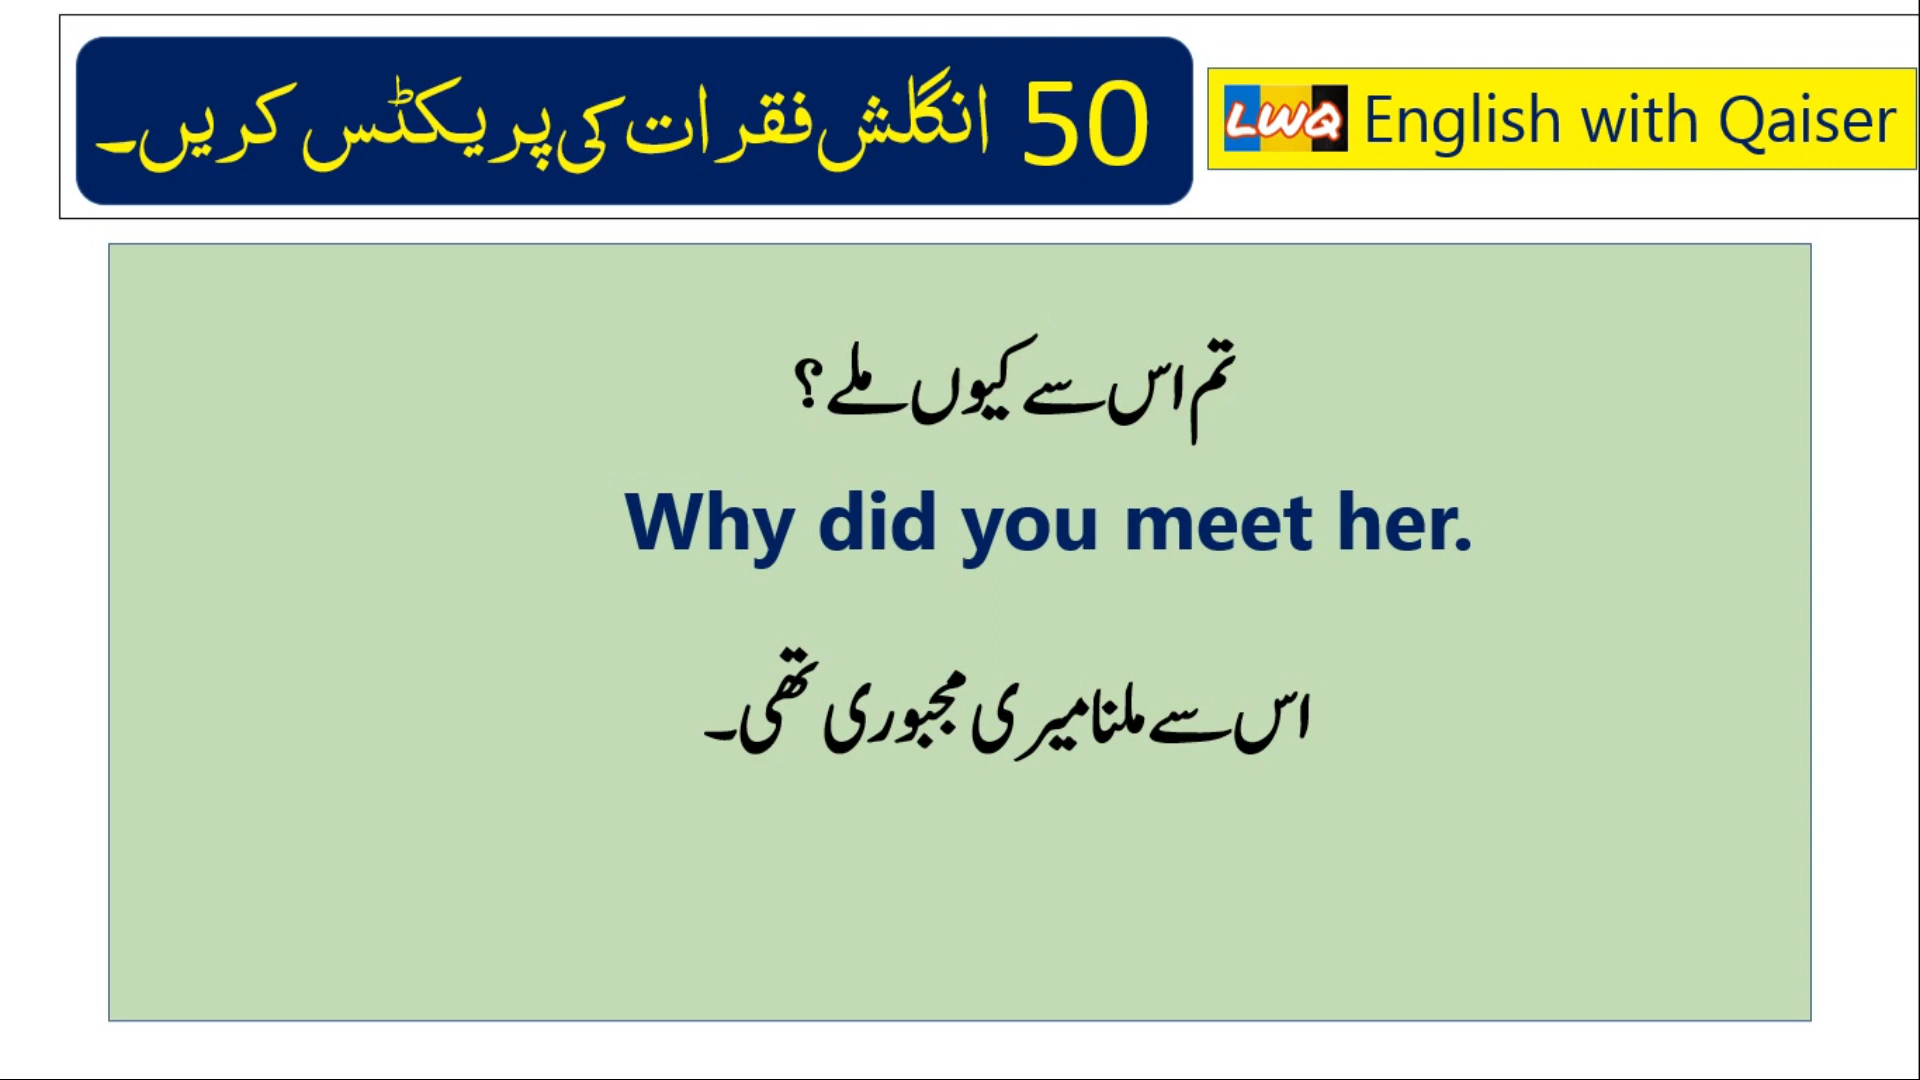 50 انگلش فقرات کی پریکٹس کریں۔
LWQ English with Qaiser
تم اس سے کیوں ملے؟
Why did you meet her.
اس سے ملنا میری مجبوری تھی۔